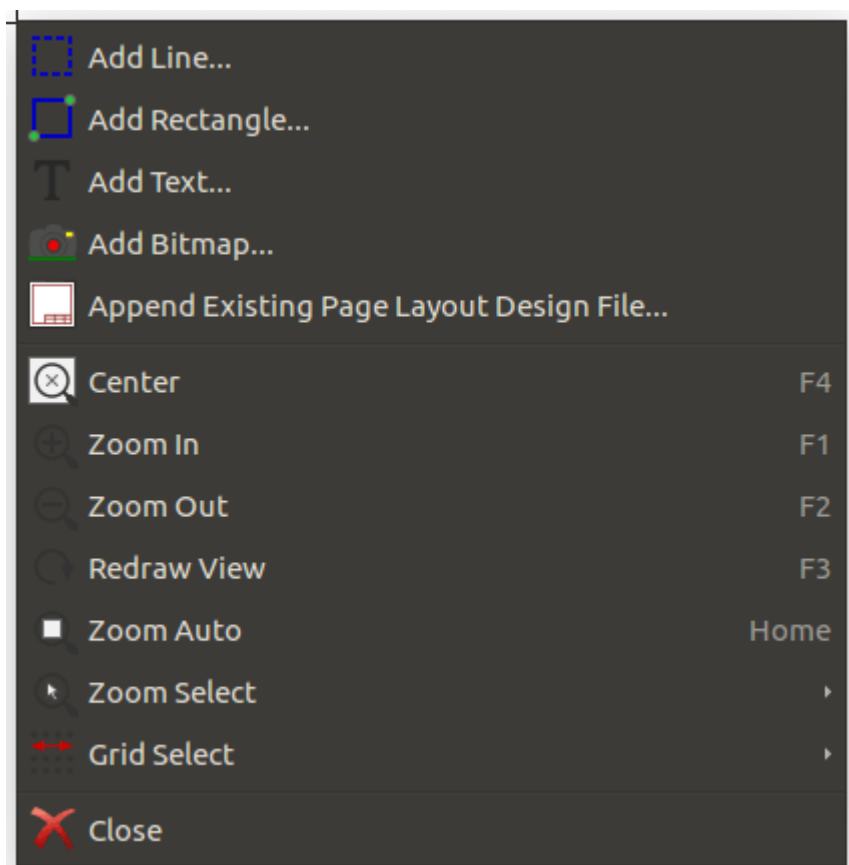 Add Line...
Add Rectangle...
Add Text...
Add Bitmap...
Append Existing Page Layout Design File...
Center F4
Zoom In F1
Zoom Out F2
Redraw View F3
Zoom Auto Home
Zoom Select
Grid Select
Close